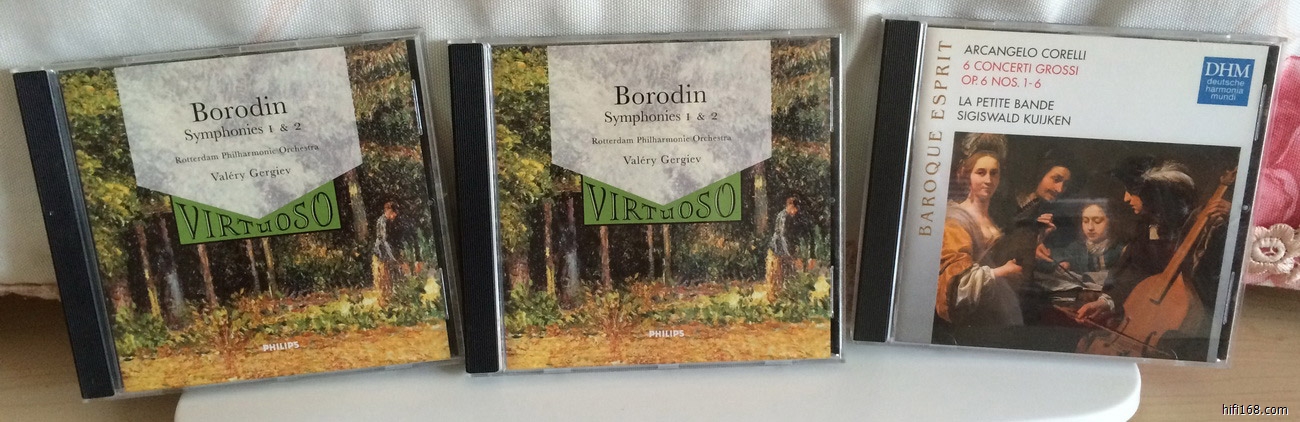 Borodin
Symphonies 1 & 2
Rotterdam Philharmonic Orchestra
Valéry Gergiev
VIRTUOSO
PHILIPS
Borodin
Symphonies 1 & 2
Rotterdam Philharmonic Orchestra
Valéry Gergiev
VIRTUOSO
PHILIPS
BAROQUE ESPRIT
ARCANGELO CORELLI
6 CONCERTI GROSSI
OP. 6 NOS. 1-6
LA PETITE BANDE
SIGISWALD KUIJKEN
DHM
deutsche
harmonia
mundi
hifi168.com